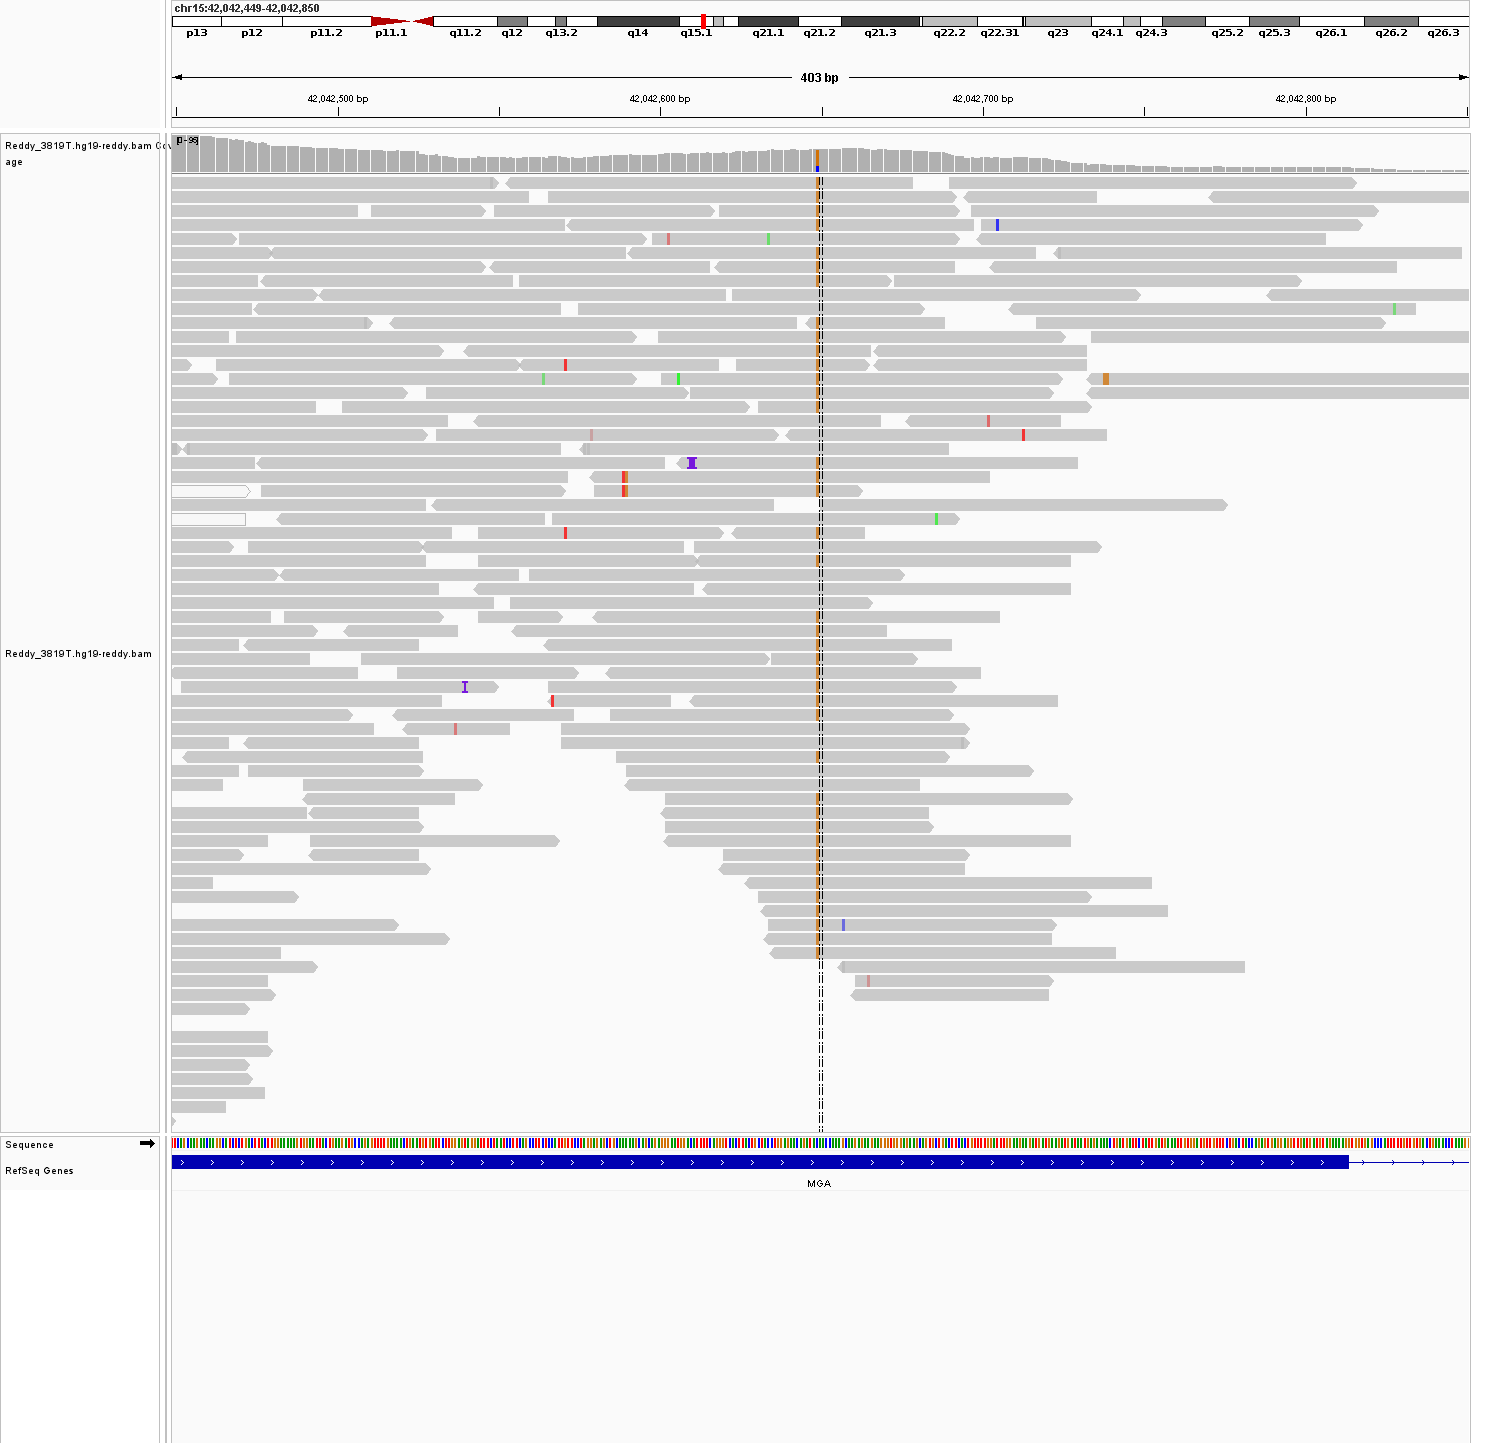 chr15:42,042,449-42,042,850
p13 p12 p11.2 p11.1 q11.2 q12 q13.2 q14 q15.1 q21.1 q21.2 q21.3 q22.2 q22.31 q23 q24.1 q24.3 q25.2 q25.3 q26.1 q26.2 q26.3
403 bp
42,042,500 bp 42,042,600 bp 42,042,700 bp 42,042,800 bp
Reddy_3819T.hg19-reddy.bam Cov
age
Reddy_3819T.hg19-reddy.bam
Sequence
RefSeq Genes
MGA